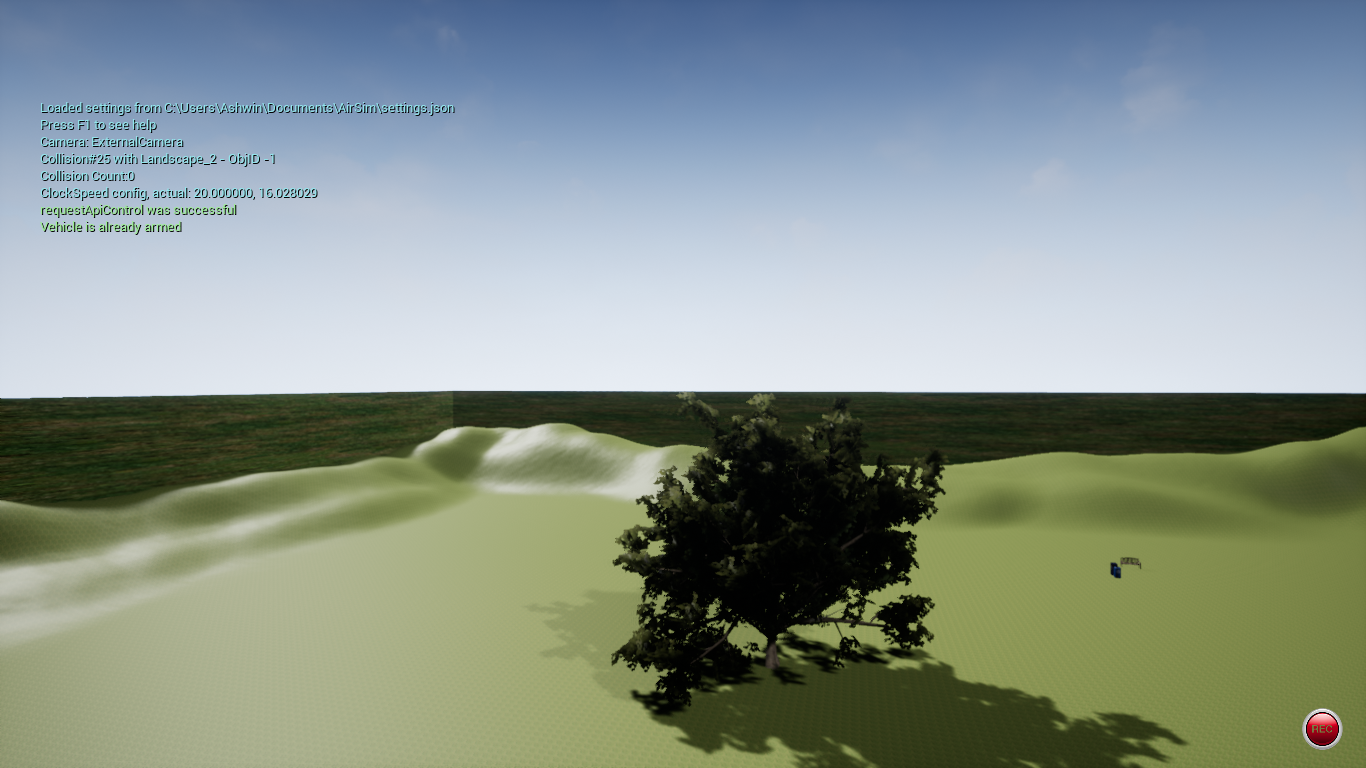 Loaded settings from C:\Users\Ashwin\Documents\AirSim\settings.json
Press F1 to see help
Camera: ExternalCamera
Collision#25 with Landscape_2 - ObjID -1
Collision Count:0
ClockSpeed config, actual: 20.000000, 16.028029
requestApiControl was successful
Vehicle is already armed
REC